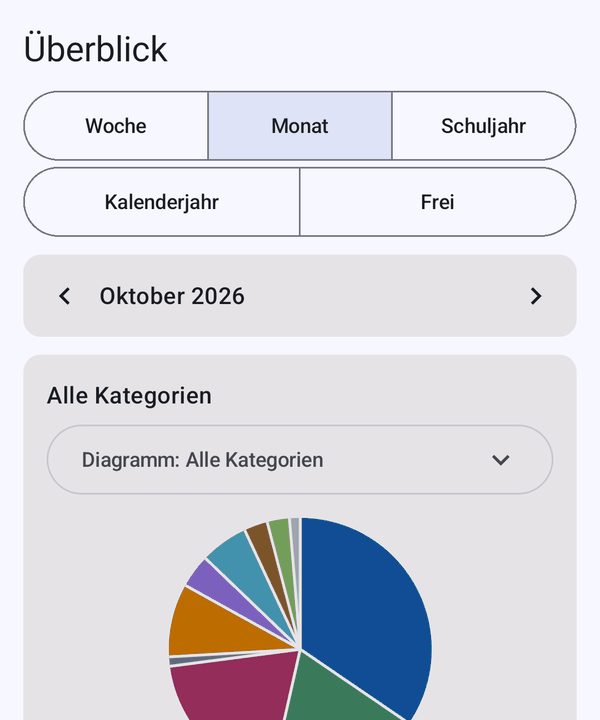 Überblick
Woche
Monat
Schuljahr
Kalenderjahr
Frei
Oktober 2026
Alle Kategorien
Diagramm: Alle Kategorien